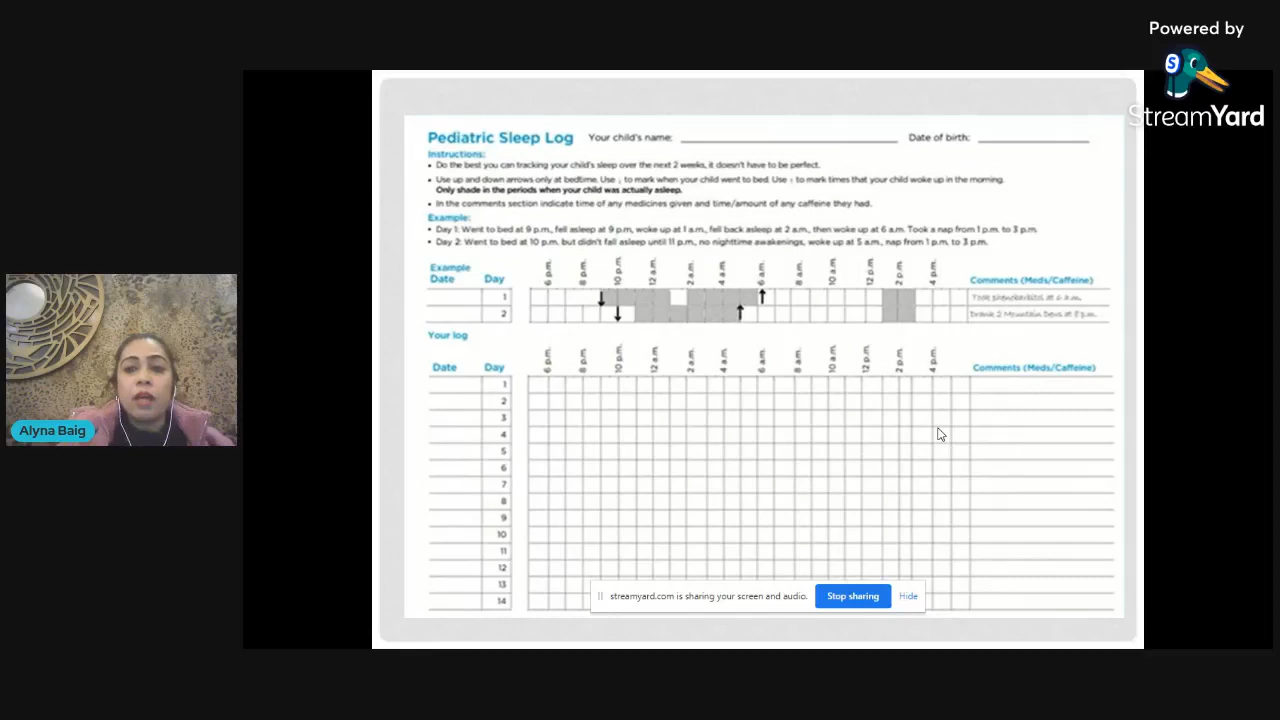 Powered by
StreamYard
Pediatric Sleep Log Your child's name: Date of birth:
Instructions:
• Do the best you can tracking your child's sleep over the next 2 weeks, it doesn't have to be perfect.
• Use up and down arrows only at bedtime. Use ↓ to mark when your child went to bed. Use ↑ to mark times that your child woke up in the morning.
Only shade in the periods when your child was actually asleep.
• In the comments section indicate time of any medicines given and time/amount of any caffeine they had.
Example:
• Day 1: Went to bed at 9 p.m., fell asleep at 9 p.m., woke up at 1 a.m., fell back asleep at 2 a.m., then woke up at 6 a.m. Took a nap from 1 p.m. to 3 p.m.
• Day 2: Went to bed at 10 p.m. but didn't fall asleep until 11 p.m., no nighttime awakenings, woke up at 5 a.m., nap from 1 p.m. to 3 p.m.
Example
Date Day 6 p.m. 8 p.m. 10 p.m. 12 a.m. 2 a.m. 4 a.m. 6 a.m. 8 a.m. 10 a.m. 12 p.m. 2 p.m. 4 p.m. Comments (Meds/Caffeine)
1 Took phenobarbital at 6 a.m.
2 Drank 2 Mountain Dews at 8 p.m.
Your log
Date Day 6 p.m. 8 p.m. 10 p.m. 12 a.m. 2 a.m. 4 a.m. 6 a.m. 8 a.m. 10 a.m. 12 p.m. 2 p.m. 4 p.m. Comments (Meds/Caffeine)
1
2
3
4
5
6
7
8
9
10
11
12
13
14
streamyard.com is sharing your screen and audio. Stop sharing Hide
Alyna Baig